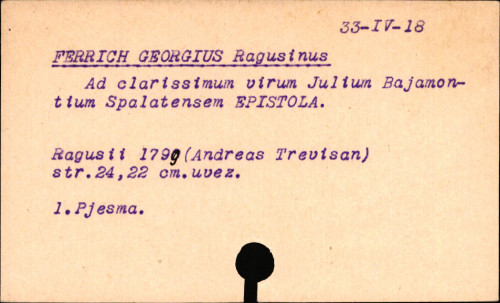 33-IV-18
FERRICH GEORGIUS Ragusinus
Ad clarissimum virum Julium Bajamon-
tium Spalatensem EPISTOLA.
Ragusii 1799 (Andreas Trevisan)
str.24,22 cm.uvez.
1.Pjesma.